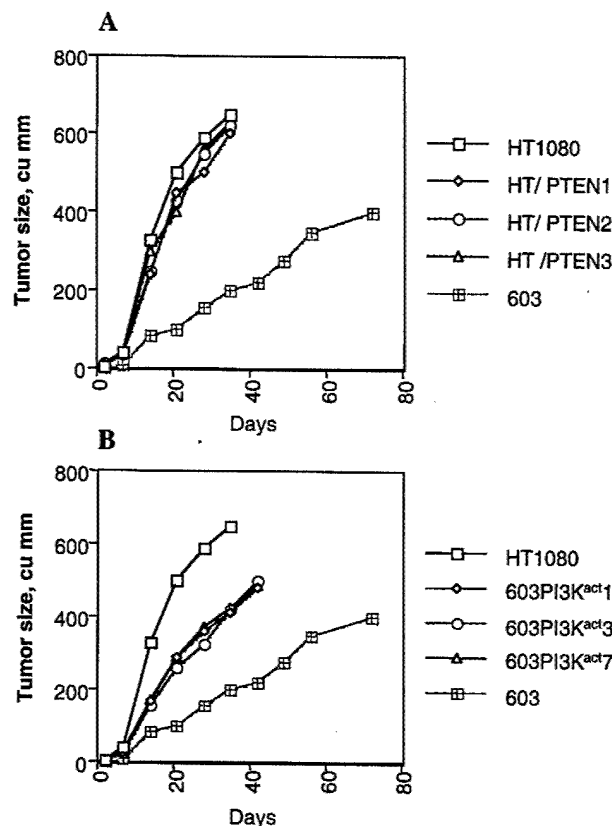 A
Tumor size, cu mm
800
600
400
200
0
0
20
40
60
80
Days
HT1080
HT/ PTEN1
HT/ PTEN2
HT /PTEN3
603
B
Tumor size, cu mm
800
600
400
200
0
0
20
40
60
80
Days
HT1080
603PI3Kact1
603PI3Kact3
603PI3Kact7
603